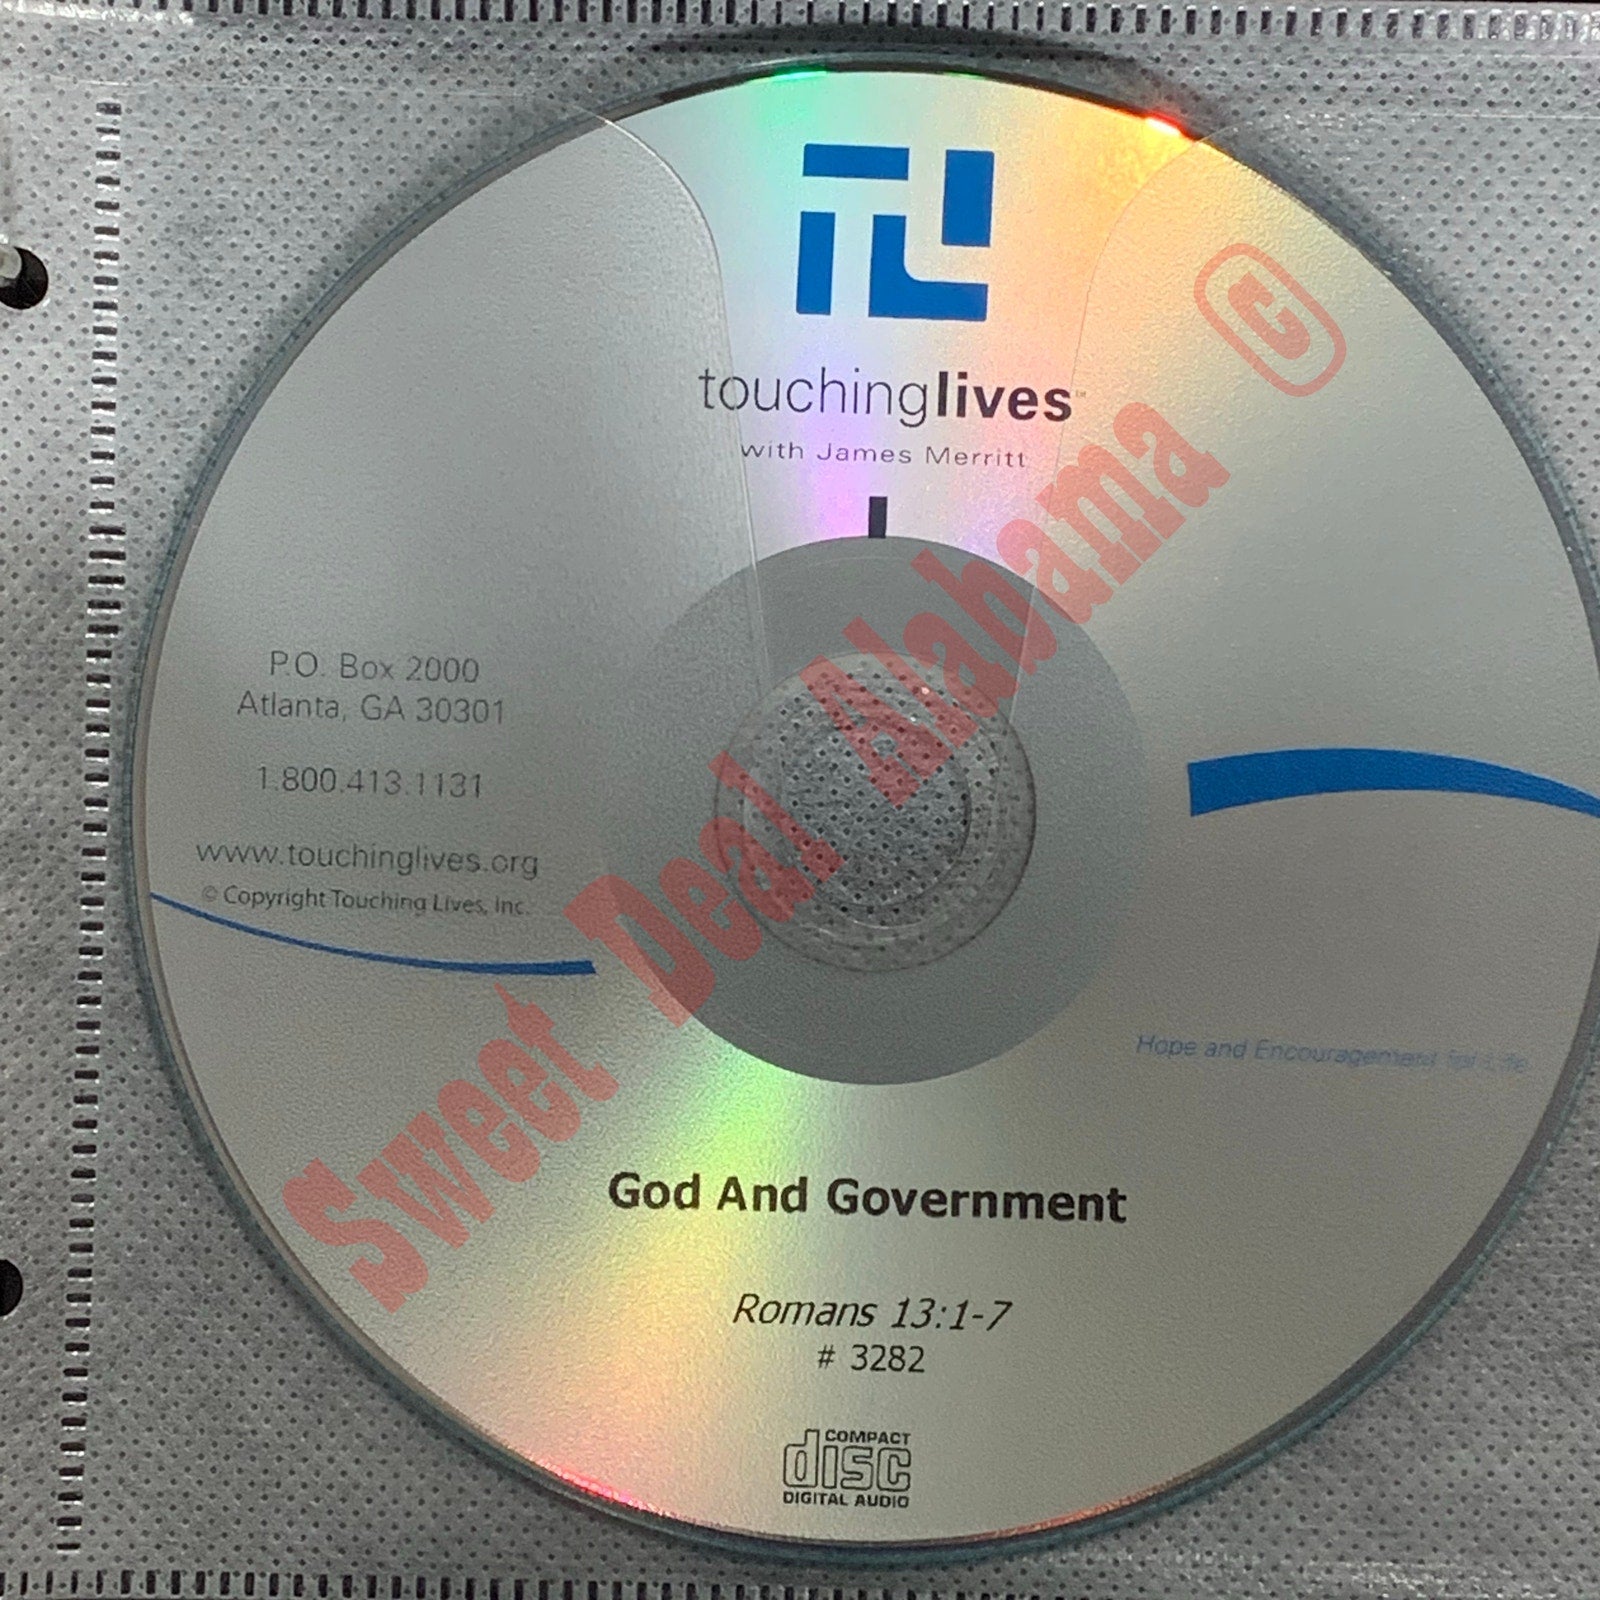 TL
touchinglives™
with James Merritt
P.O. Box 2000
Atlanta, GA 30301
1.800.413.1131
www.touchinglives.org
© Copyright Touching Lives, Inc.
Hope and Encouragement for Life
God And Government
Romans 13:1-7
# 3282
COMPACT
disc
DIGITAL AUDIO
Sweet Deal Alabama ©